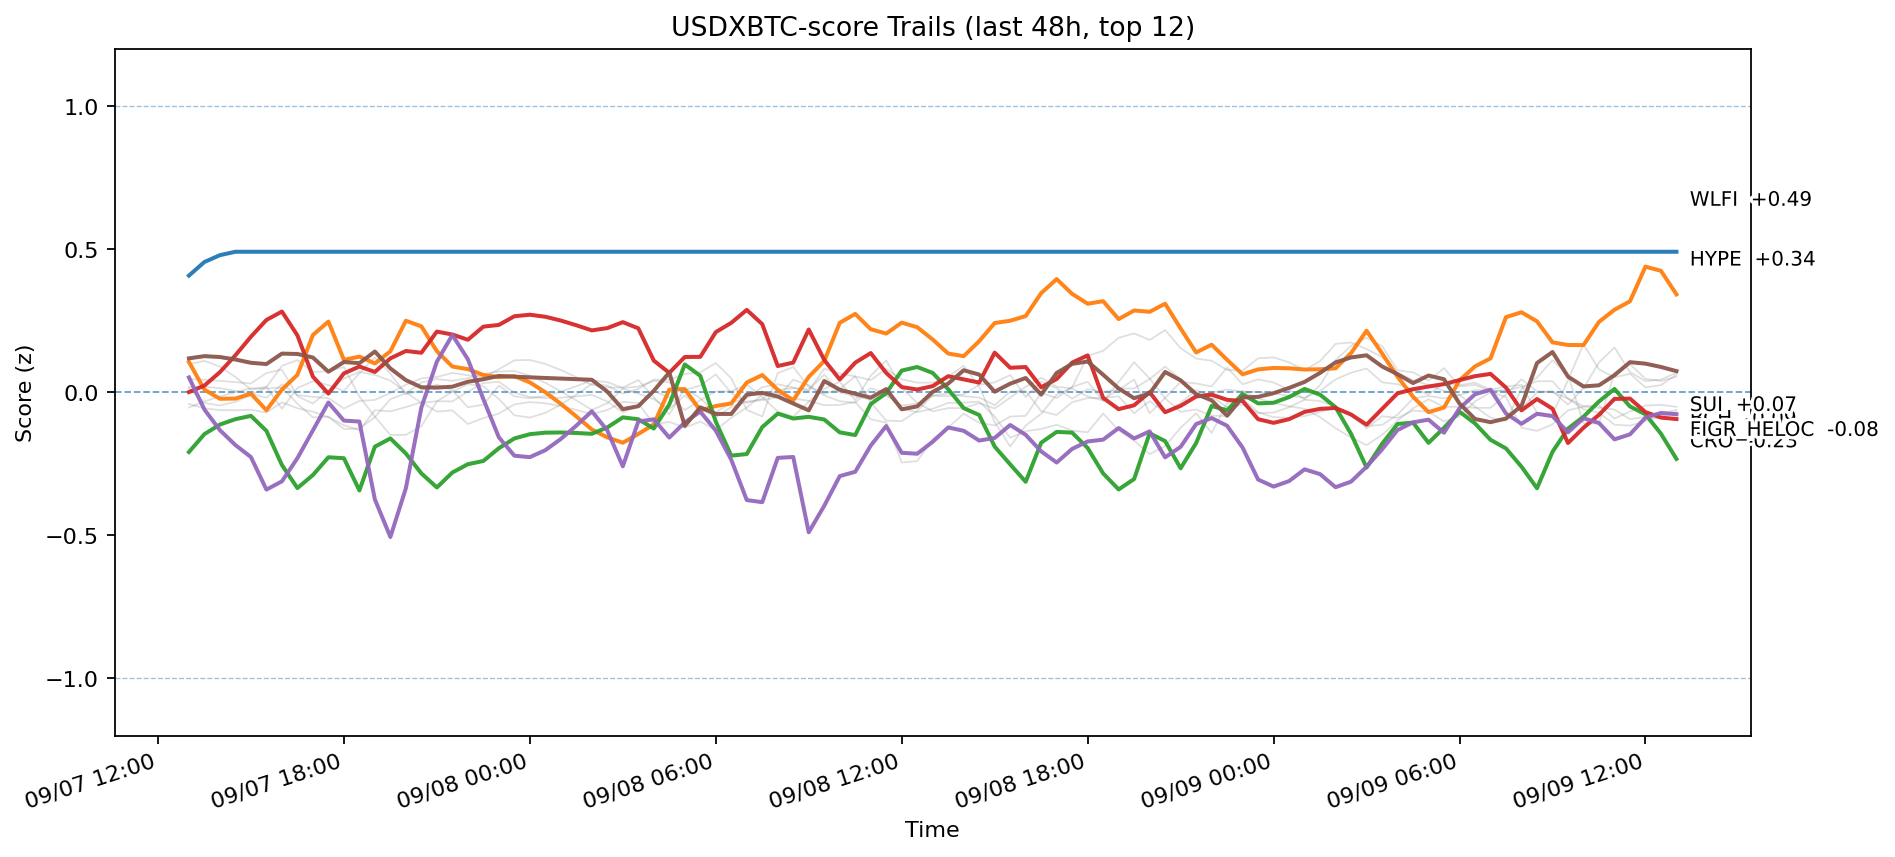 USDXBTC-score Trails (last 48h, top 12)
Score (z)
1.0
0.5
0.0
−0.5
−1.0
WLFI +0.49
HYPE +0.34
SUI +0.07
FIGR_HELOC -0.08
CRO −0.23
09/07 12:00
09/07 18:00
09/08 00:00
09/08 06:00
09/08 12:00
09/08 18:00
09/09 00:00
09/09 06:00
09/09 12:00
Time